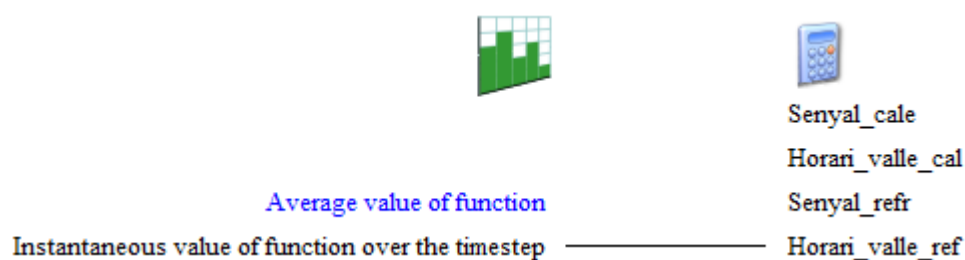 Senyal_cale
Horari_valle_cal
Average value of function Senyal_refr
Instantaneous value of function over the timestep Horari_valle_ref